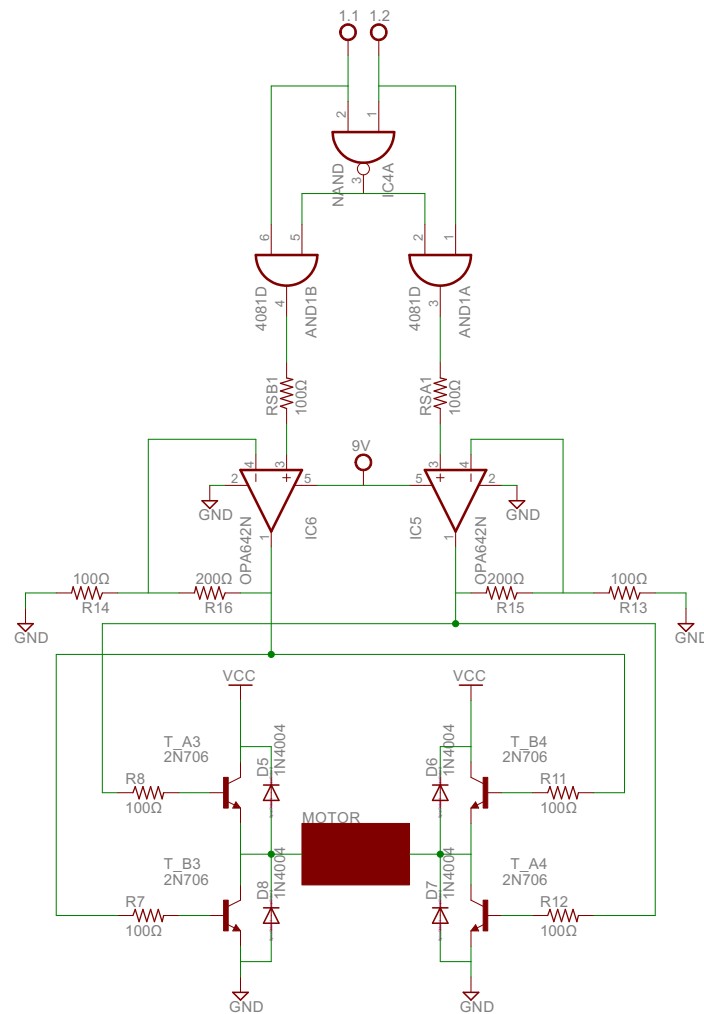 1.1 1.2
2
1
NAND
3
IC4A
6
5
2
1
4081D
4
AND1B
4081D
3
AND1A
RSB1
100Ω
RSA1
100Ω
9V
4
3
3
4
2
5
5
2
GND
GND
OPA642N
1
IC6
IC5
1
OPA642N
100Ω
R14
200Ω
R16
200Ω
R15
100Ω
R13
GND
GND
VCC
VCC
T_A3
2N706
D5
1N4004
D6
1N4004
T_B4
2N706
R8
100Ω
R11
100Ω
MOTOR
T_B3
2N706
D8
1N4004
D7
1N4004
T_A4
2N706
R7
100Ω
R12
100Ω
GND
GND